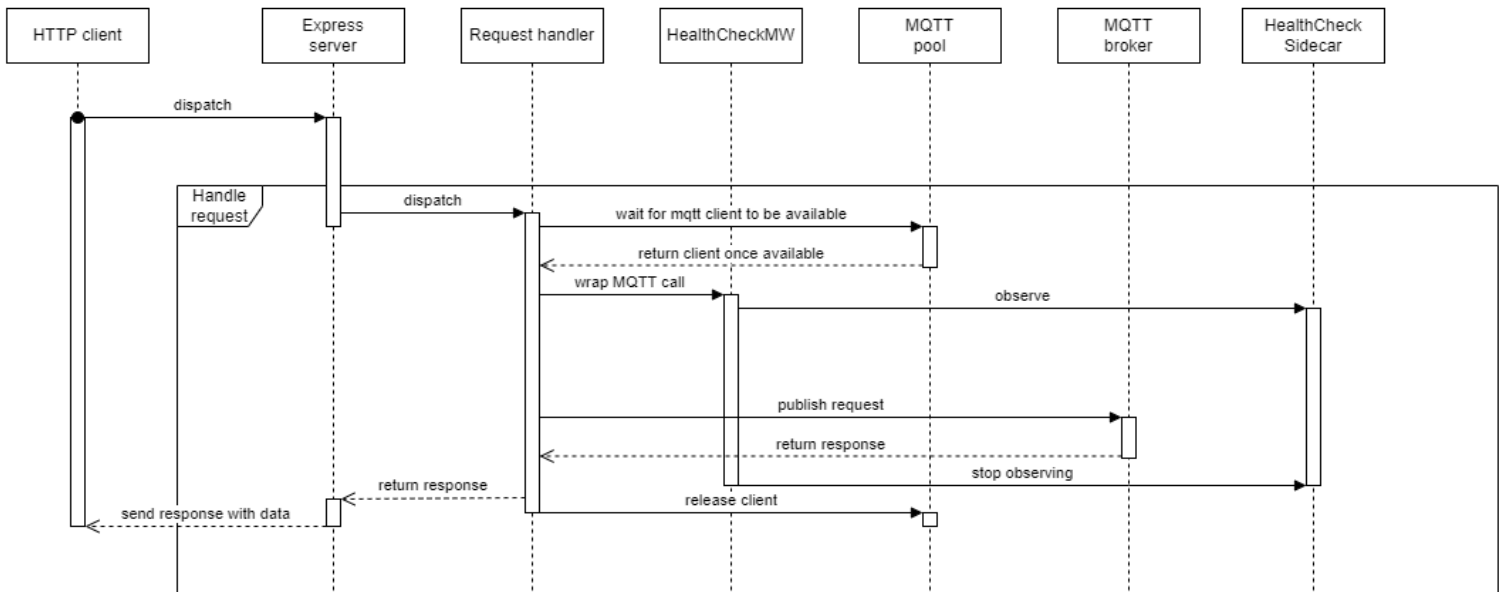 HTTP client
Express
server
Request handler
HealthCheckMW
MQTT
pool
MQTT
broker
HealthCheck
Sidecar
dispatch
Handle
request
dispatch
wait for mqtt client to be available
return client once available
wrap MQTT call
observe
publish request
return response
stop observing
return response
release client
send response with data